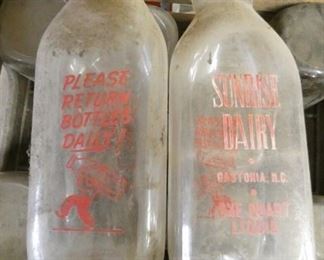 PLEASE
RETURN
BOTTLES
DAILY
SUNRISE
DAIRY
GASTONIA, N.C.
ONE QUART
LIQUID